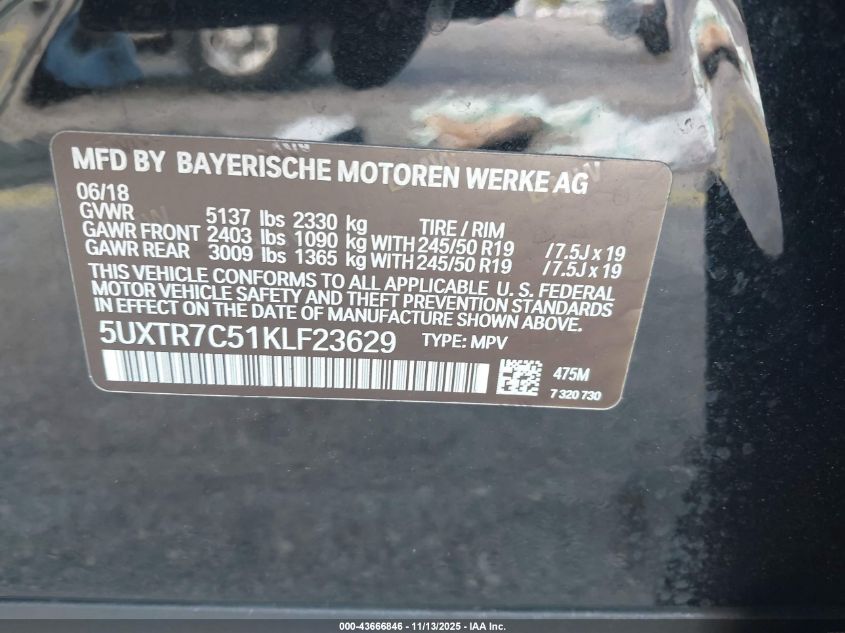 MFD BY BAYERISCHE MOTOREN WERKE AG
06/18
GVWR 5137 lbs 2330 kg TIRE / RIM
GAWR FRONT 2403 lbs 1090 kg WITH 245/50 R19 / 7.5J x 19
GAWR REAR 3009 lbs 1365 kg WITH 245/50 R19 / 7.5J x 19
THIS VEHICLE CONFORMS TO ALL APPLICABLE U. S. FEDERAL
MOTOR VEHICLE SAFETY AND THEFT PREVENTION STANDARDS
IN EFFECT ON THE DATE OF MANUFACTURE SHOWN ABOVE.
5UXTR7C51KLF23629 TYPE: MPV
475M
7 320 730
000-43666846 - 11/13/2025 - IAA Inc.